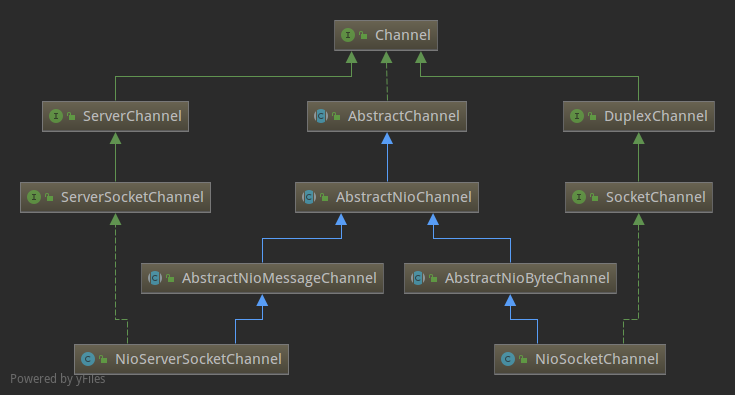 Channel
ServerChannel
AbstractChannel
DuplexChannel
ServerSocketChannel
AbstractNioChannel
SocketChannel
AbstractNioMessageChannel
AbstractNioByteChannel
NioServerSocketChannel
NioSocketChannel
Powered by yFiles